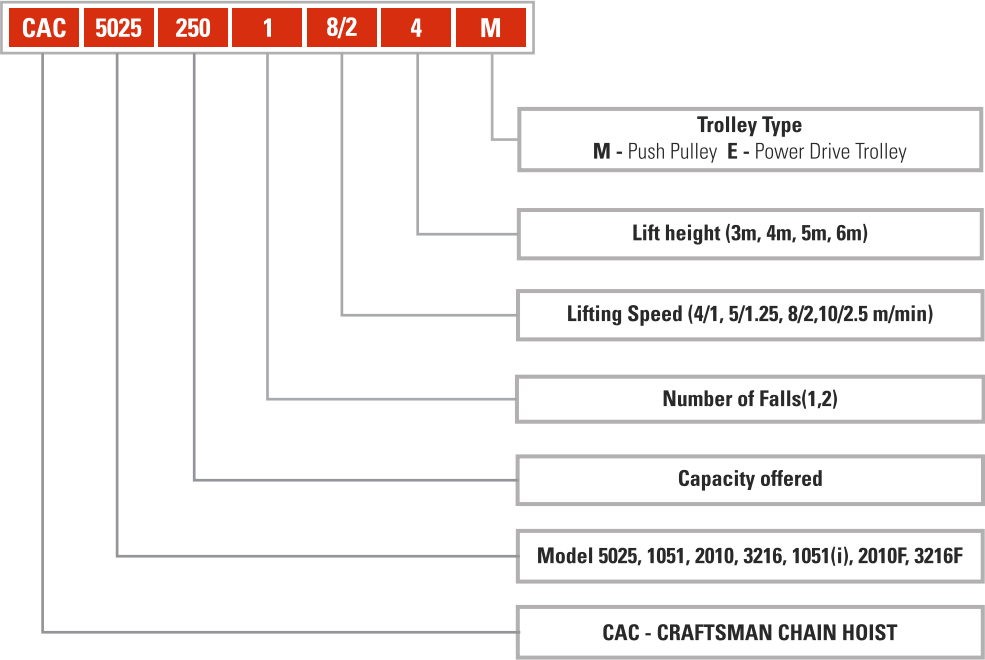 CAC 5025 250 1 8/2 4 M
Trolley Type
M - Push Pulley E - Power Drive Trolley
Lift height (3m, 4m, 5m, 6m)
Lifting Speed (4/1, 5/1.25, 8/2,10/2.5 m/min)
Number of Falls(1,2)
Capacity offered
Model 5025, 1051, 2010, 3216, 1051(i), 2010F, 3216F
CAC - CRAFTSMAN CHAIN HOIST